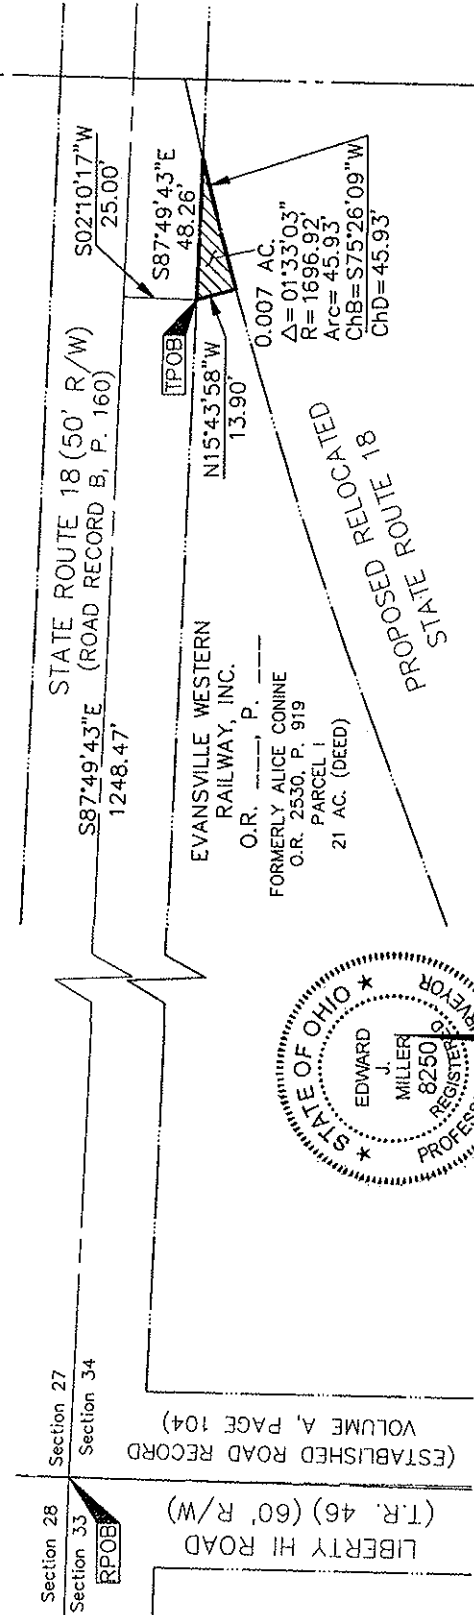 Section 28
Section 27
Section 33
Section 34
RPOB
LIBERTY HI ROAD
(T.R. 46) (60' R/W)
(ESTABLISHED ROAD RECORD
VOLUME A, PAGE 104)
STATE ROUTE 18 (50' R/W)
S87°49'43"E (ROAD RECORD B, P. 160)
1248.47'
S02°10'17"W
25.00'
S87°49'43"E
48.26'
TPOB
N15°43'58"W
13.90'
0.007 AC.
Δ=01°33'03"
R=1696.92'
Arc=45.93'
ChB=S75°26'09"W
ChD=45.93'
EVANSVILLE WESTERN
RAILWAY, INC.
O.R. ____, P. ____
FORMERLY ALICE CONINE
O.R. 2530, P. 919
PARCEL I
21 AC. (DEED)
PROPOSED RELOCATED
STATE ROUTE 18
★ STATE OF OHIO ★
EDWARD
J.
MILLER
8250
REGISTERED